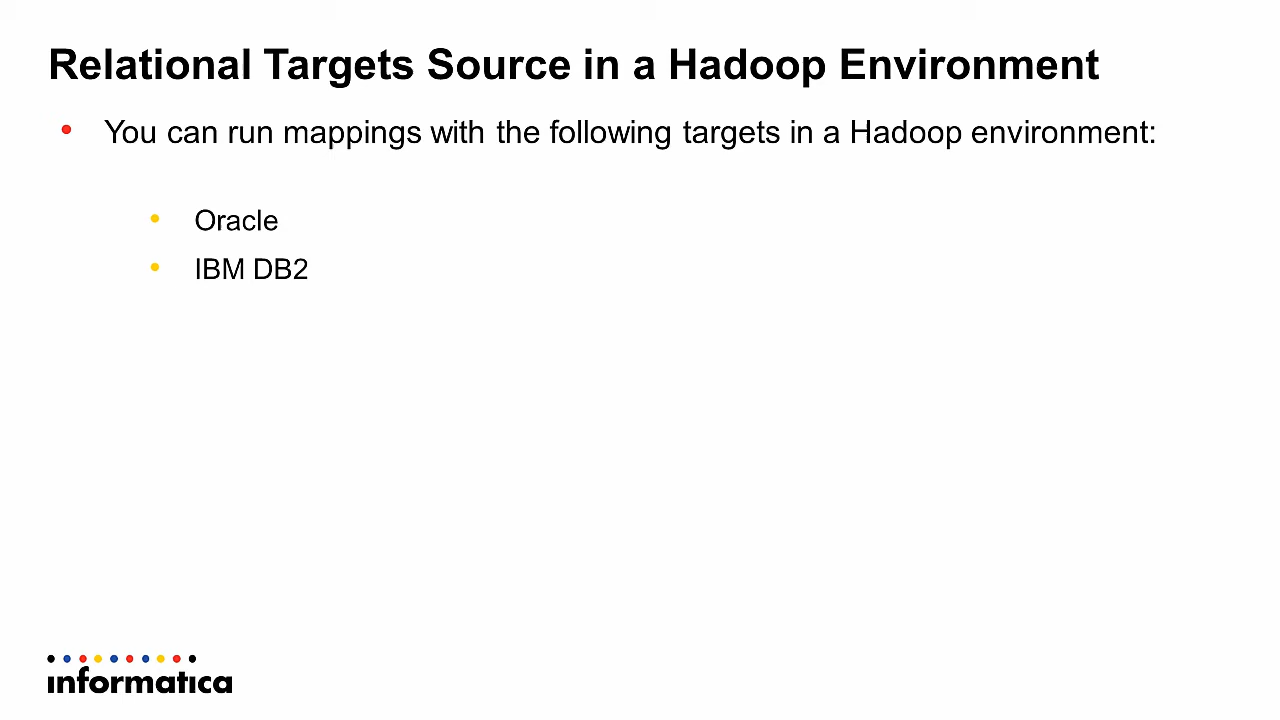 Relational Targets Source in a Hadoop Environment
• You can run mappings with the following targets in a Hadoop environment:
• Oracle
• IBM DB2
informatica